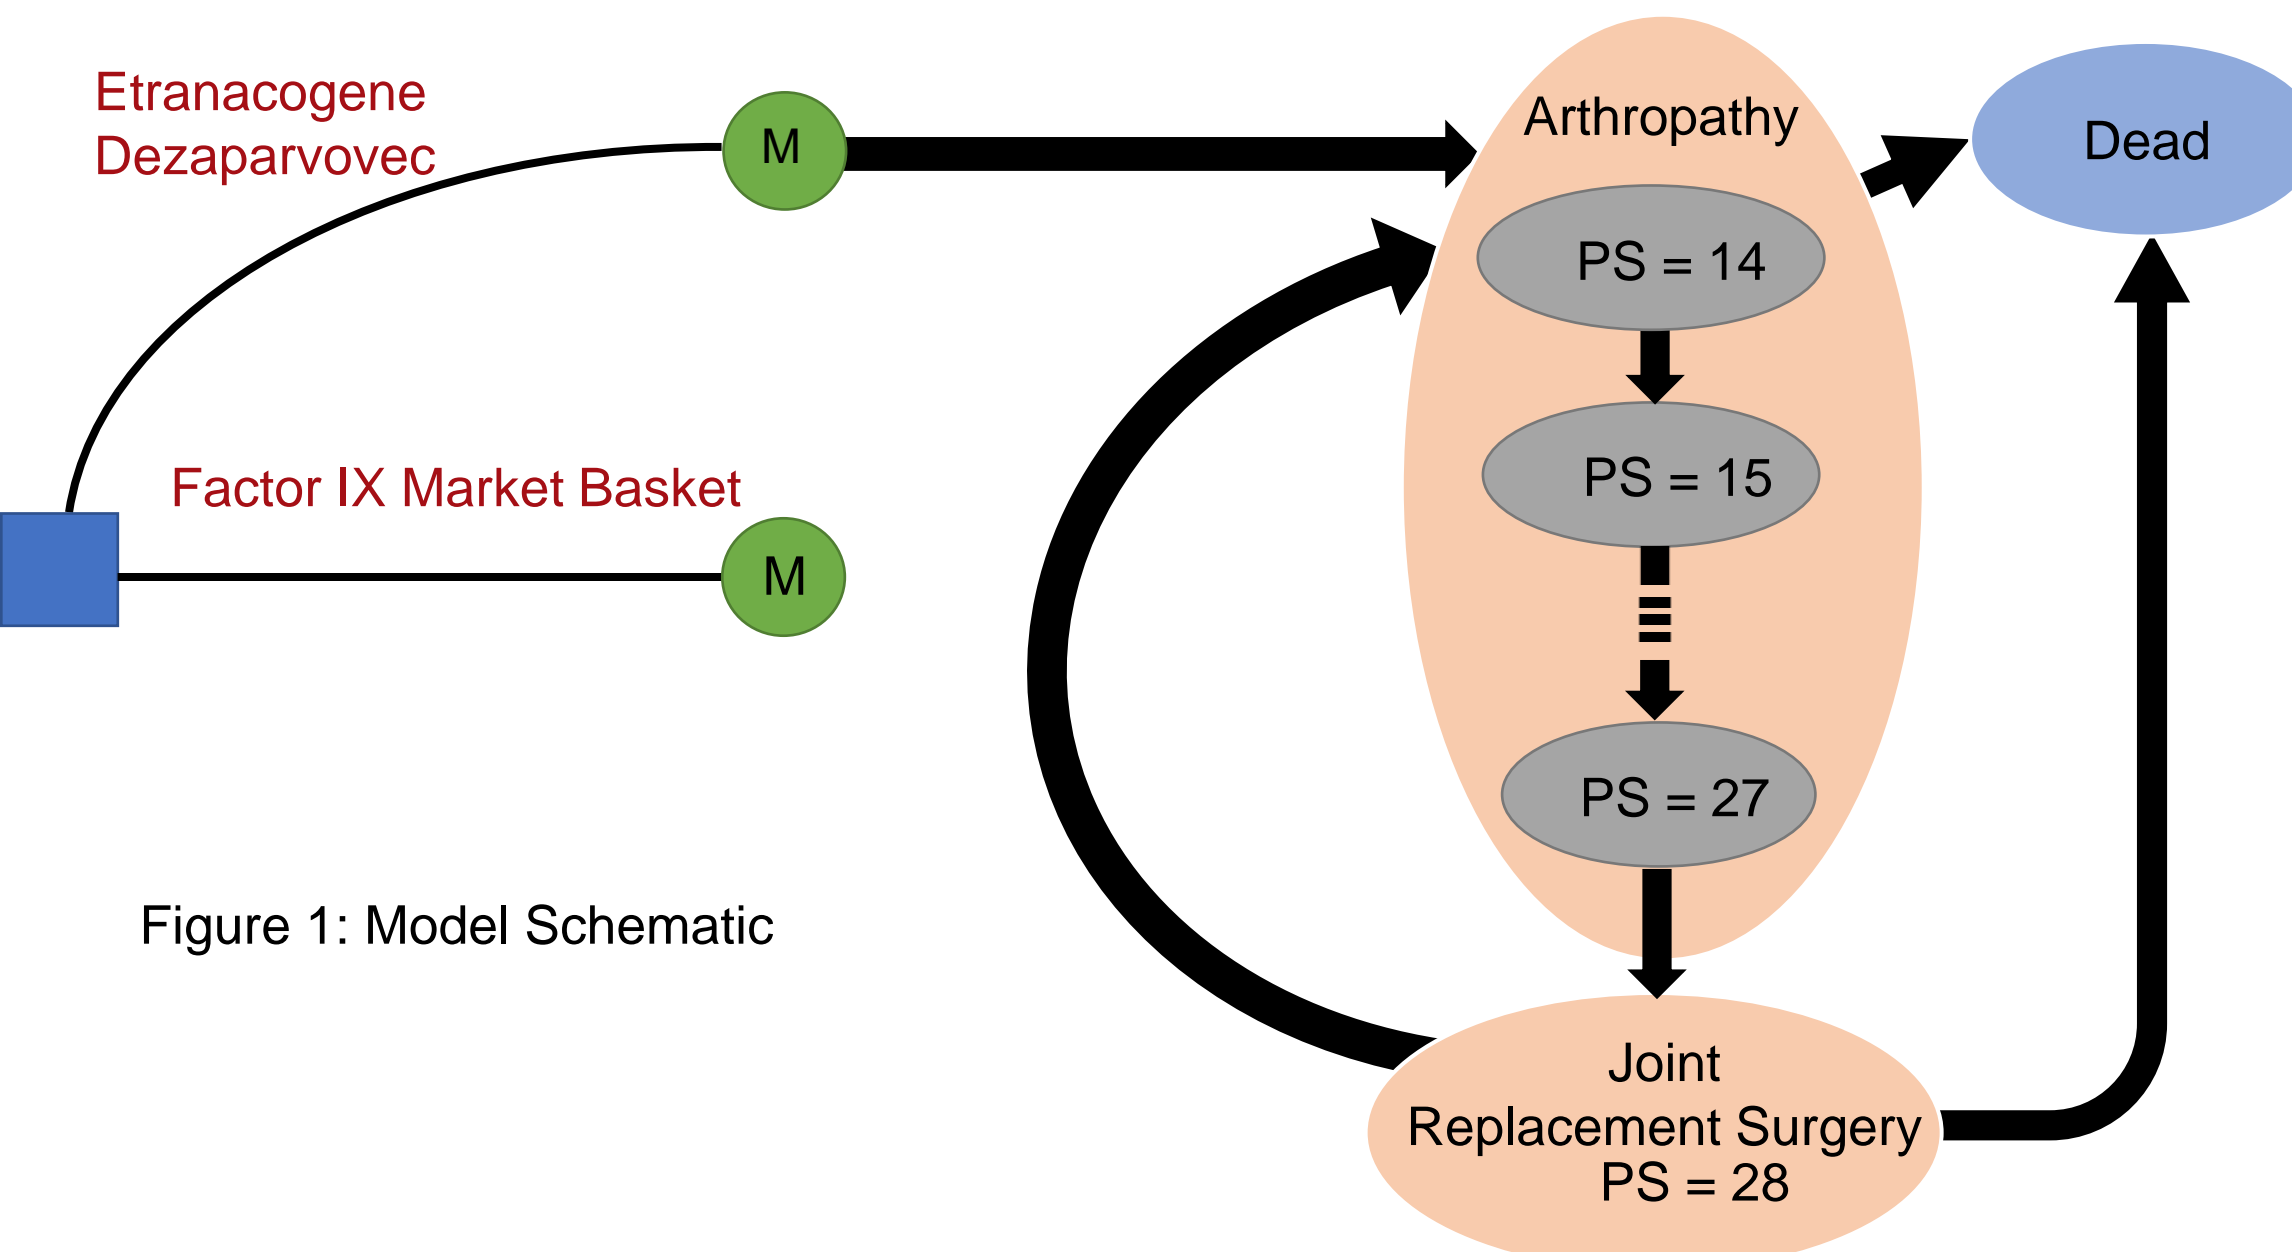 Etranacogene
Dezaparvovec
M
Factor IX Market Basket
M
Arthropathy
PS = 14
PS = 15
PS = 27
Joint
Replacement Surgery
PS = 28
Dead
Figure 1: Model Schematic